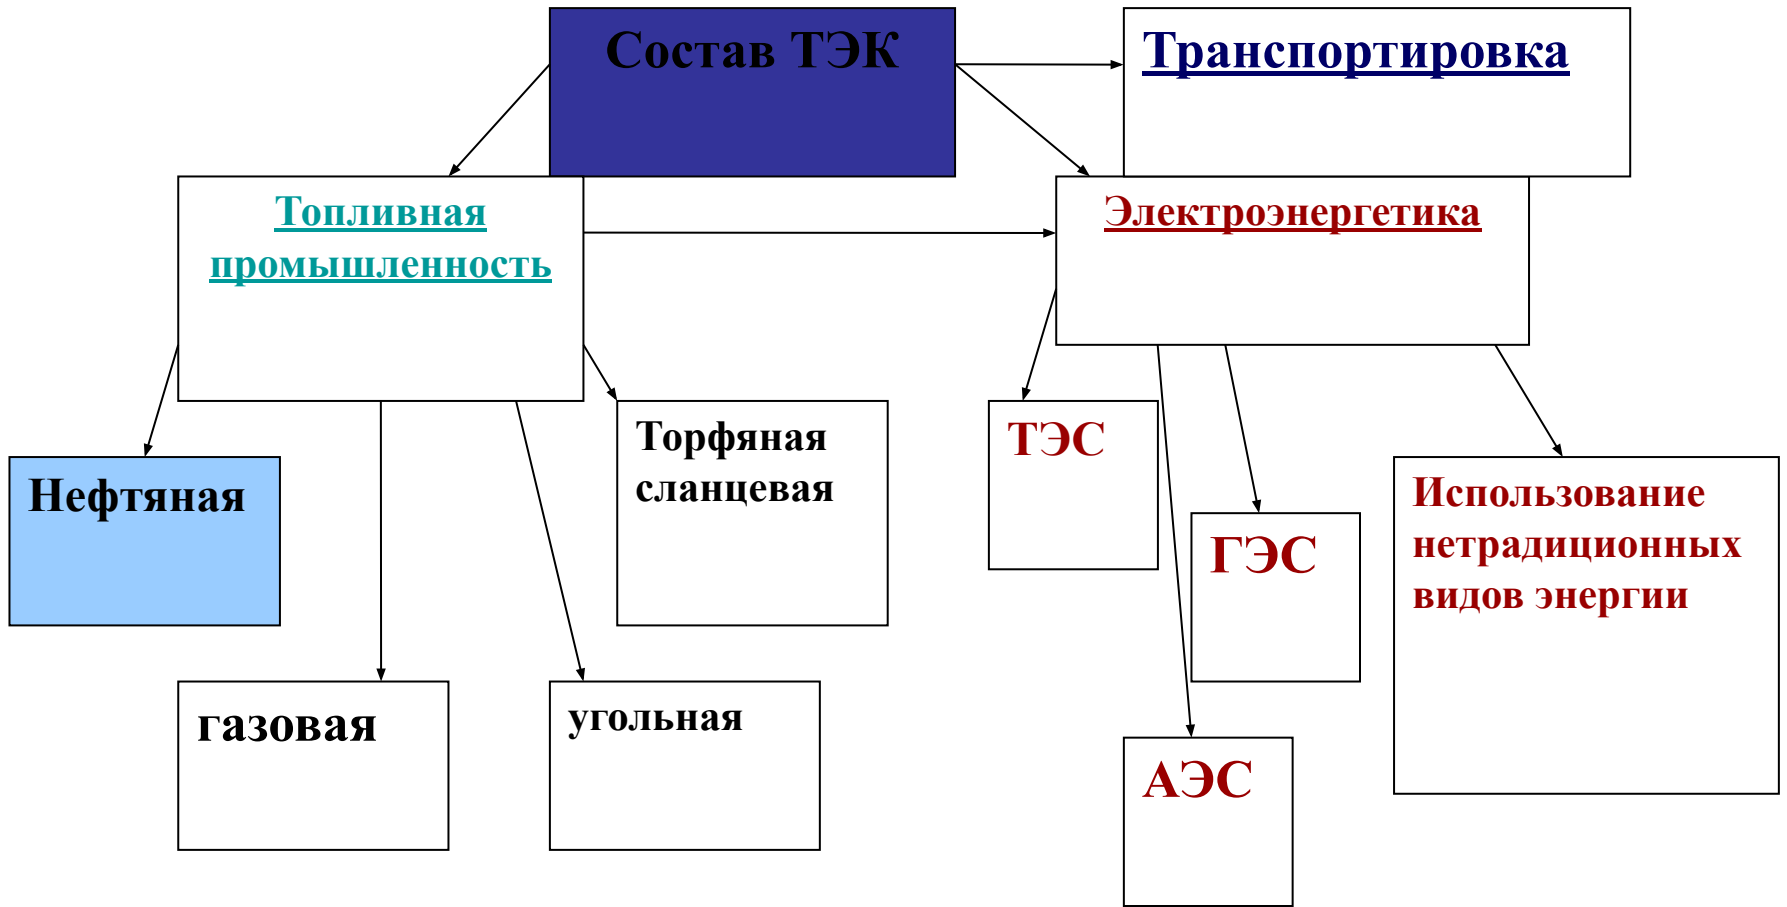 Состав ТЭК
Транспортировка
Топливная
промышленность
Электроэнергетика
Нефтяная
газовая
угольная
Торфяная
сланцевая
ТЭС
АЭС
ГЭС
Использование
нетрадиционных
видов энергии